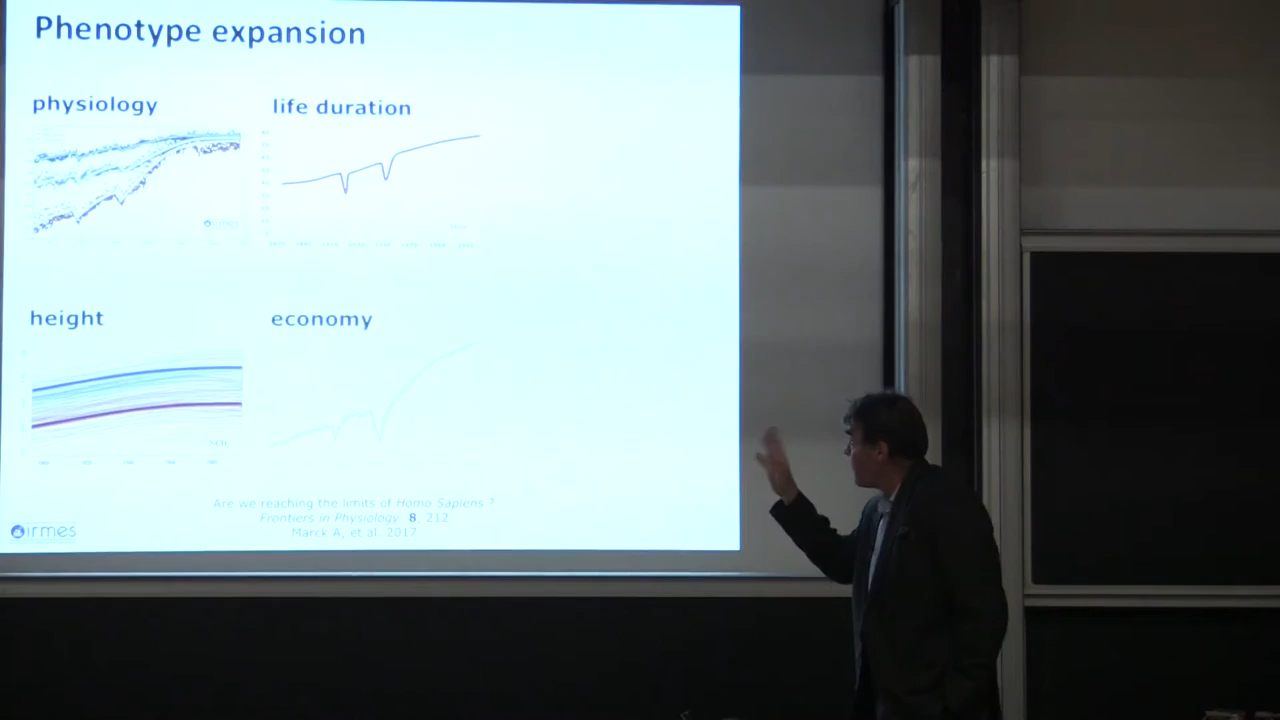 Phenotype expansion
physiology
life duration
irmes
height
economy
Are we reaching the limits of Homo Sapiens ?
Frontiers in Physiology 8, 212
Marck A, et al. 2017
irmes